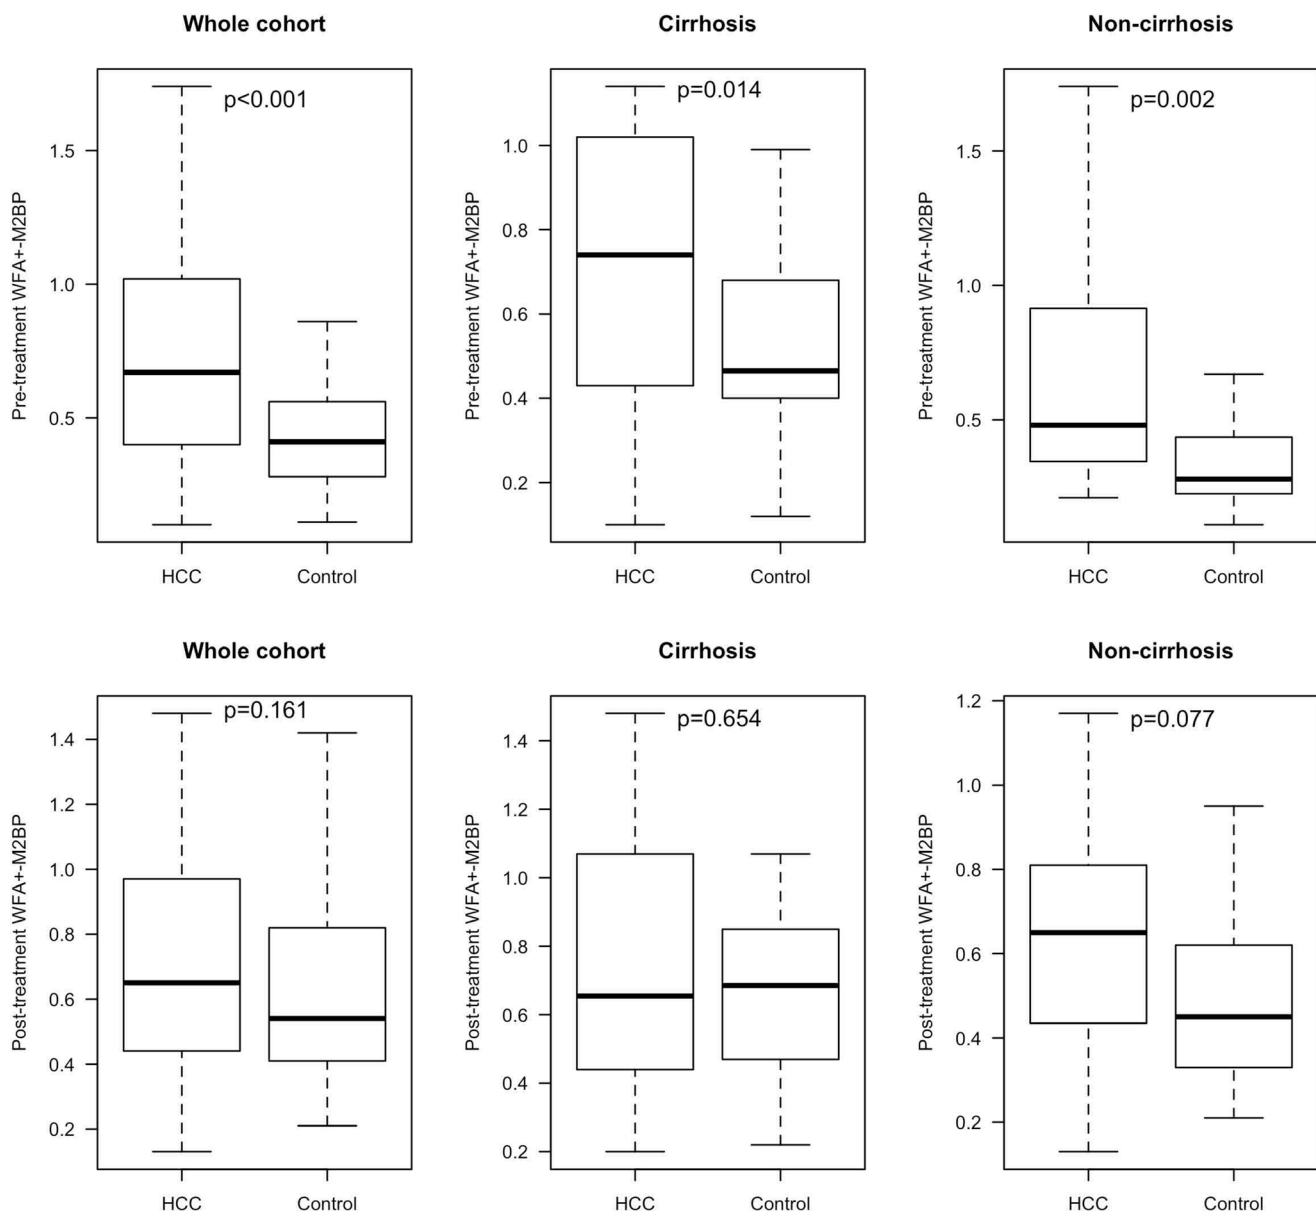 Whole cohort
Cirrhosis
Non-cirrhosis
Pre-treatment WFA+-M2BP
1.5
1.0
0.5
p<0.001
HCC
Control
Pre-treatment WFA+-M2BP
1.0
0.8
0.6
0.4
0.2
p=0.014
HCC
Control
Pre-treatment WFA+-M2BP
1.5
1.0
0.5
p=0.002
HCC
Control
Whole cohort
Cirrhosis
Non-cirrhosis
Post-treatment WFA+-M2BP
1.4
1.2
1.0
0.8
0.6
0.4
0.2
p=0.161
HCC
Control
Post-treatment WFA+-M2BP
1.4
1.2
1.0
0.8
0.6
0.4
0.2
p=0.654
HCC
Control
Post-treatment WFA+-M2BP
1.2
1.0
0.8
0.6
0.4
0.2
p=0.077
HCC
Control